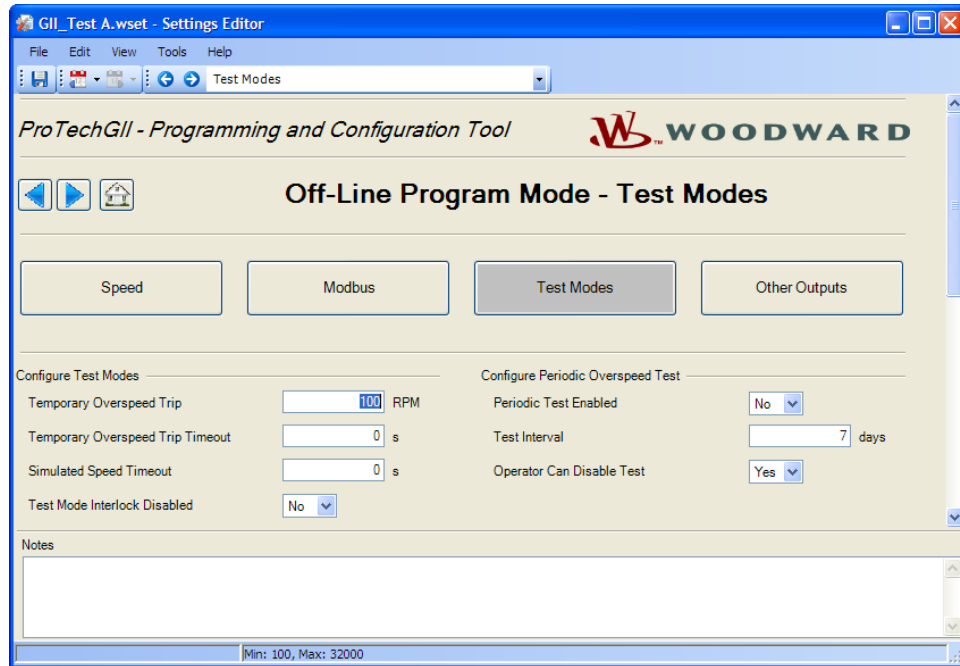 GII_Test A.wset - Settings Editor
File Edit View Tools Help
Test Modes
ProTechGII - Programming and Configuration Tool
WOODWARD
™
Off-Line Program Mode - Test Modes
Speed Modbus Test Modes Other Outputs
Configure Test Modes
Temporary Overspeed Trip 100 RPM
Temporary Overspeed Trip Timeout 0 s
Simulated Speed Timeout 0 s
Test Mode Interlock Disabled No
Configure Periodic Overspeed Test
Periodic Test Enabled No
Test Interval 7 days
Operator Can Disable Test Yes
Notes
Min: 100, Max: 32000